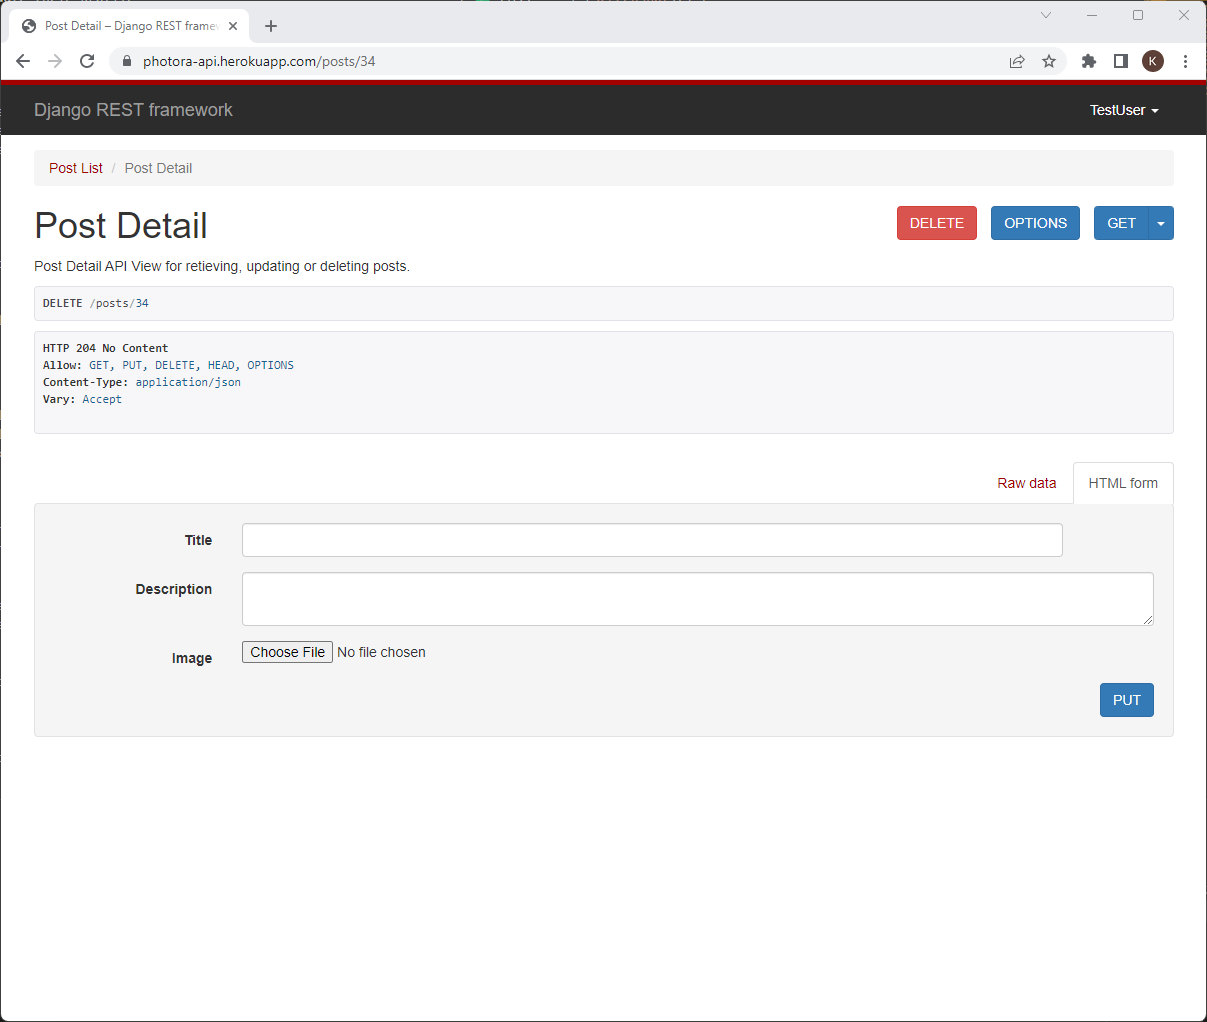 Post Detail – Django REST frame
photora-api.herokuapp.com/posts/34
K
Django REST framework
TestUser
Post List / Post Detail
Post Detail
DELETE
OPTIONS
GET
Post Detail API View for retieving, updating or deleting posts.
DELETE /posts/34
HTTP 204 No Content
Allow: GET, PUT, DELETE, HEAD, OPTIONS
Content-Type: application/json
Vary: Accept
Raw data
HTML form
Title
Description
Image
Choose File No file chosen
PUT